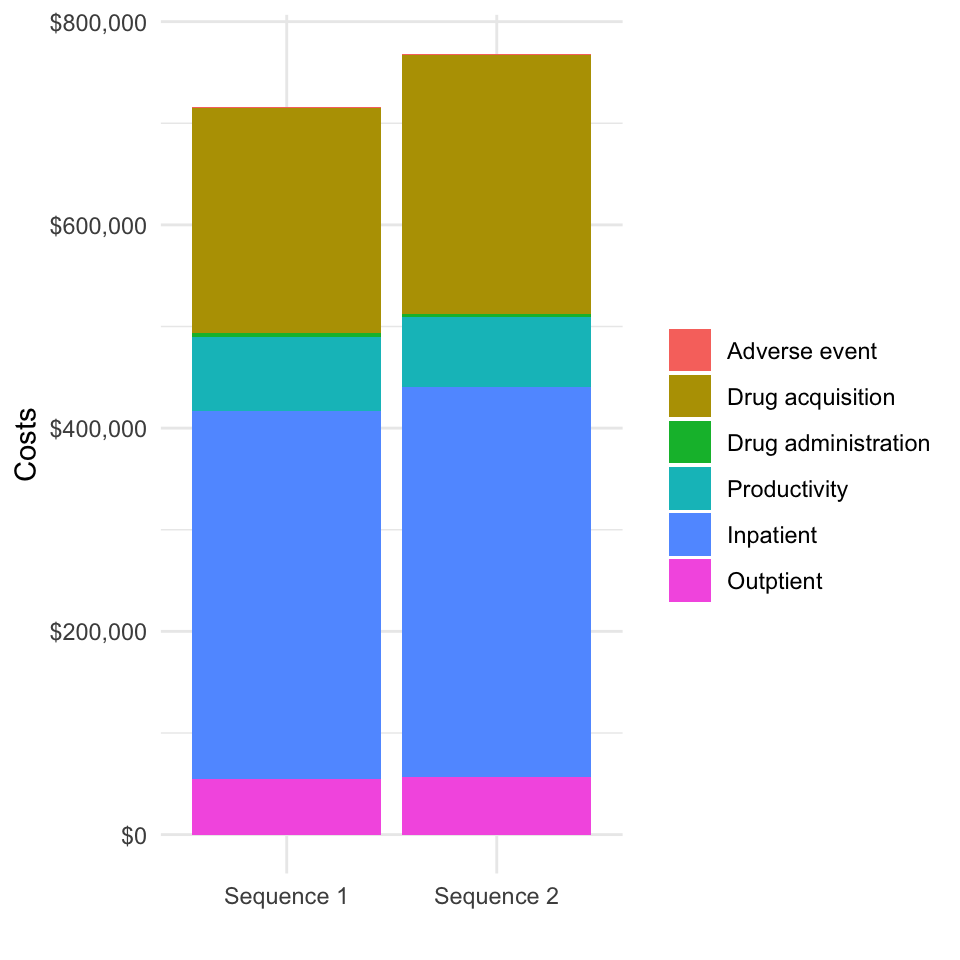 $800,000
$600,000
$400,000
$200,000
$0
Costs
Sequence 1
Sequence 2
Adverse event
Drug acquisition
Drug administration
Productivity
Inpatient
Outptient